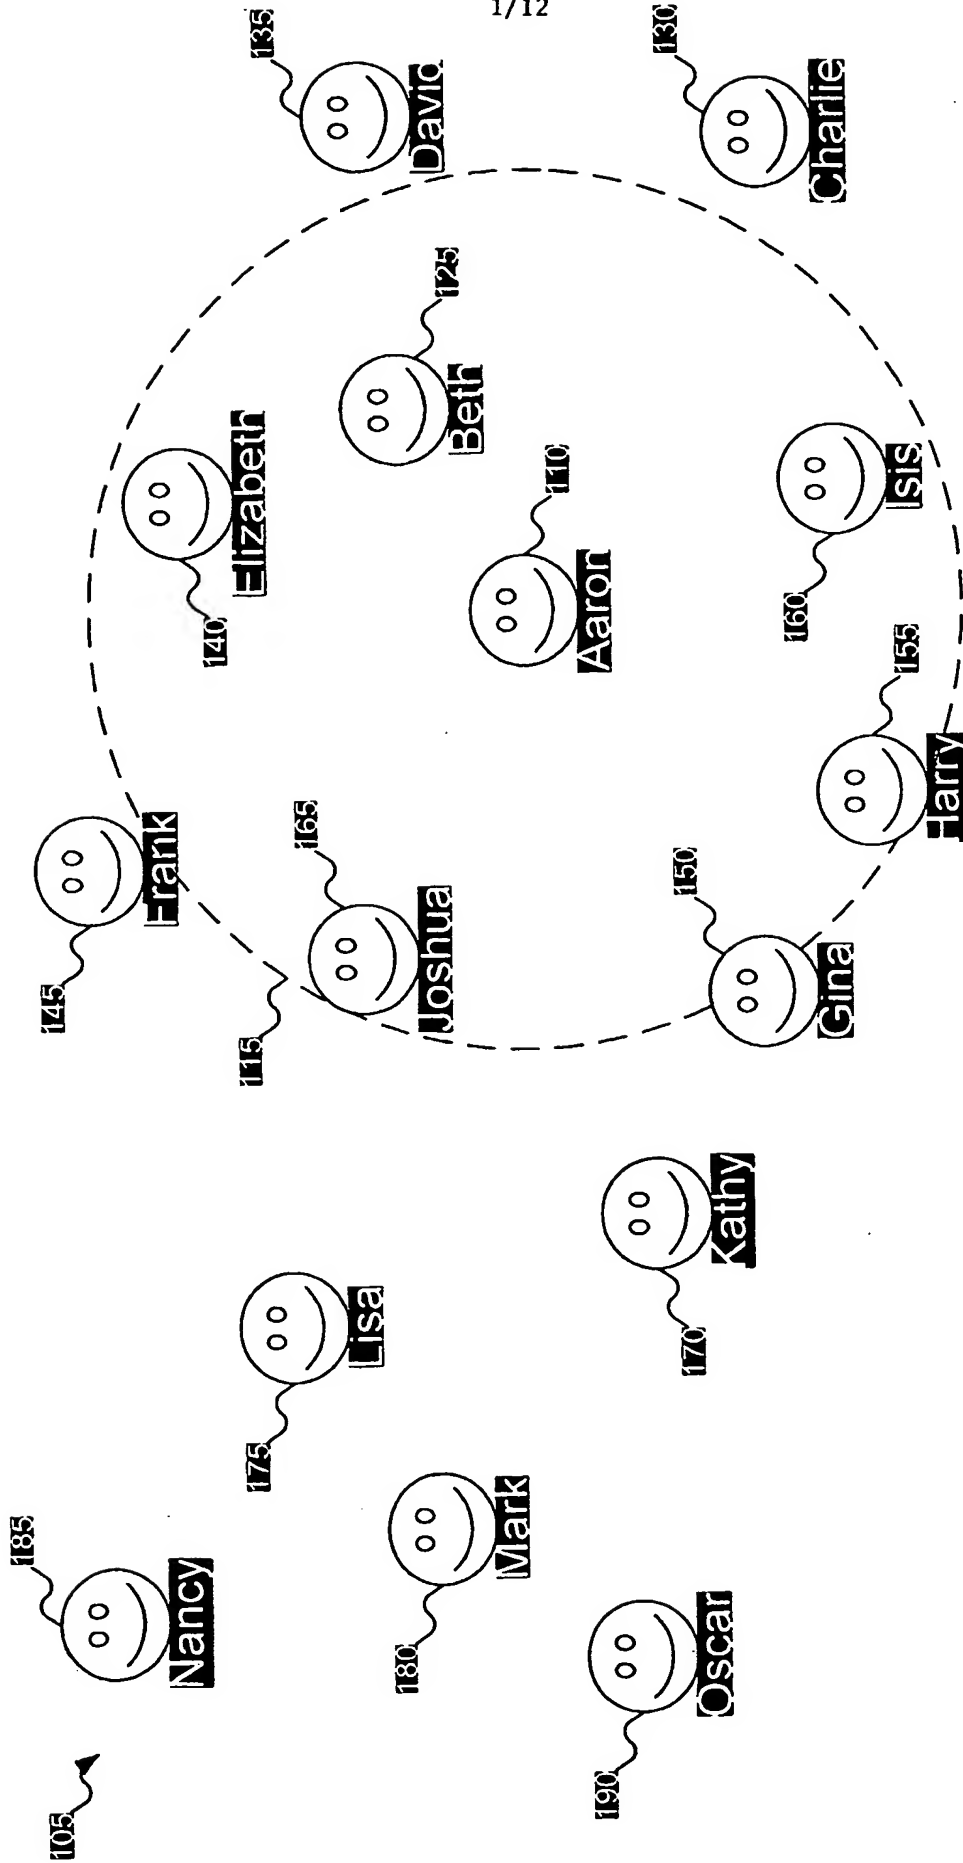 1/12
185
145
105
Frank
Nancy
140
115
Elizabeth
175
135
165
Lisa
180
David
Joshua
125
Beth
Mark
110
Aaron
190
130
150
170
Oscar
Kathy
160
Charlie
Gina
Isis
155
Harry